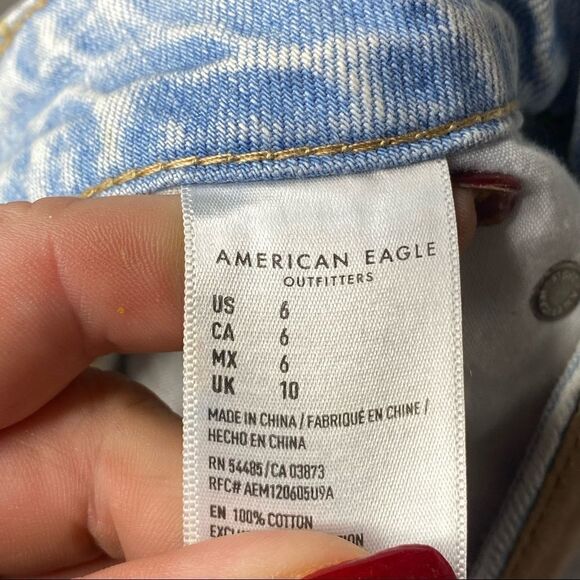 AMERICAN EAGLE
OUTFITTERS
US 6
CA 6
MX 6
UK 10
MADE IN CHINA / FABRIQUÉ EN CHINE /
HECHO EN CHINA
RN 54485/CA 03873
RFC# AEM120605U9A
EN 100% COTTON